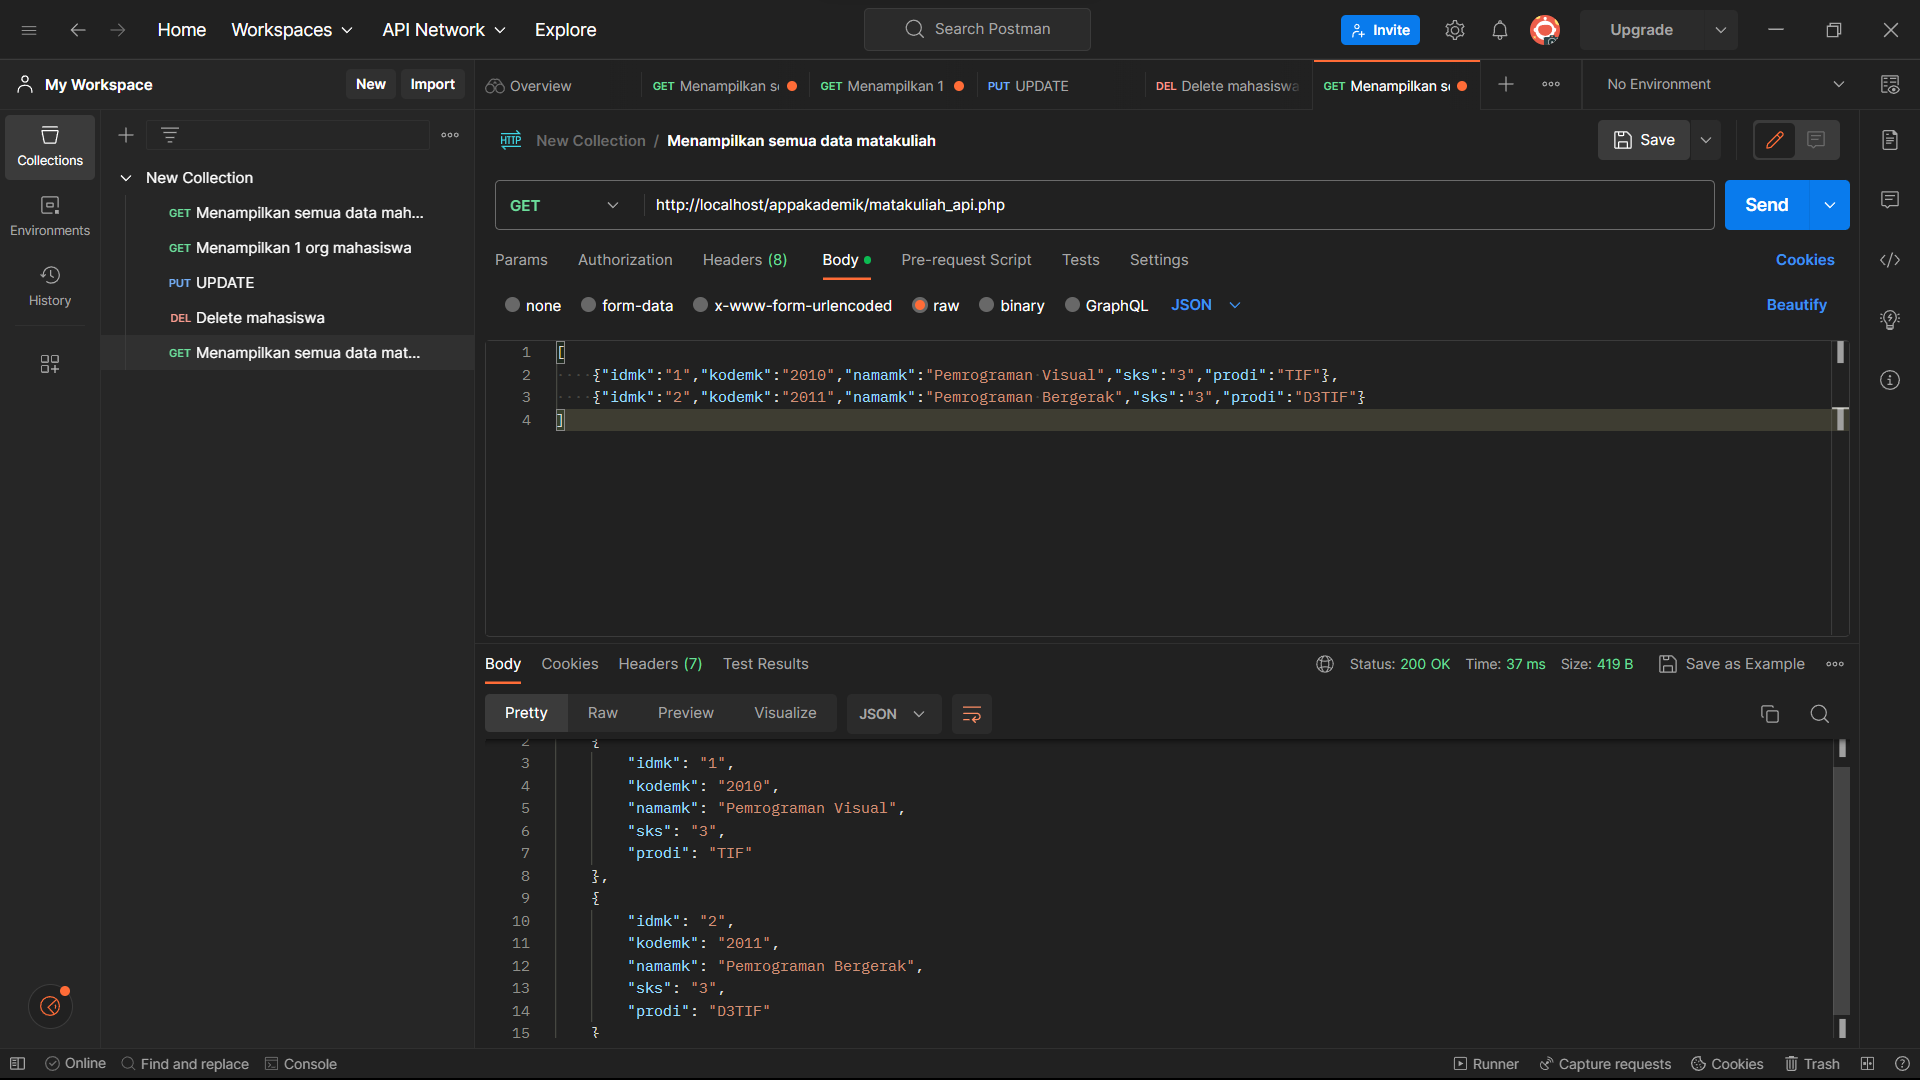 Home Workspaces API Network Explore Search Postman Invite Upgrade
My Workspace New Import Overview GET Menampilkan se GET Menampilkan 1 PUT UPDATE DEL Delete mahasiswa GET Menampilkan se No Environment
Collections
Environments
History
New Collection
GET Menampilkan semua data mah...
GET Menampilkan 1 org mahasiswa
PUT UPDATE
DEL Delete mahasiswa
GET Menampilkan semua data mat...
HTTP New Collection / Menampilkan semua data matakuliah Save
GET http://localhost/appakademik/matakuliah_api.php Send
Params Authorization Headers (8) Body Pre-request Script Tests Settings Cookies
none form-data x-www-form-urlencoded raw binary GraphQL JSON Beautify
1 [
2 ····{"idmk":"1","kodemk":"2010","namamk":"Pemrograman·Visual","sks":"3","prodi":"TIF"},
3 ····{"idmk":"2","kodemk":"2011","namamk":"Pemrograman·Bergerak","sks":"3","prodi":"D3TIF"}
4 ]
Body Cookies Headers (7) Test Results Status: 200 OK Time: 37 ms Size: 419 B Save as Example
Pretty Raw Preview Visualize JSON
2 {
3 "idmk": "1",
4 "kodemk": "2010",
5 "namamk": "Pemrograman Visual",
6 "sks": "3",
7 "prodi": "TIF"
8 },
9 {
10 "idmk": "2",
11 "kodemk": "2011",
12 "namamk": "Pemrograman Bergerak",
13 "sks": "3",
14 "prodi": "D3TIF"
15 }
Online Find and replace Console Runner Capture requests Cookies Trash